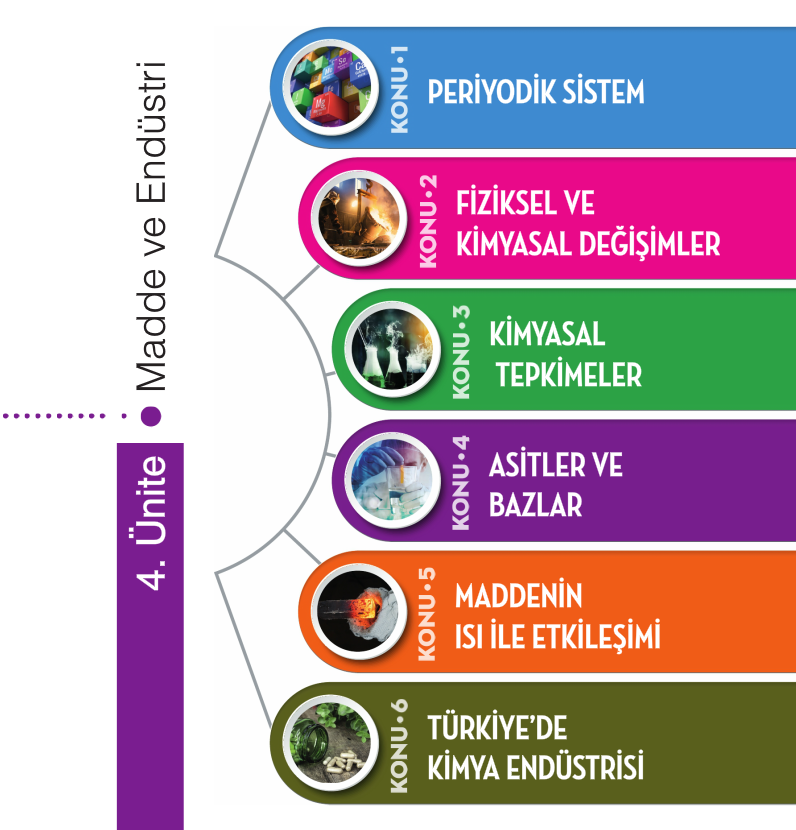 4. Ünite
Madde ve Endüstri
KONU•1
PERİYODİK SİSTEM
KONU•2
FİZİKSEL VE
KİMYASAL DEĞİŞİMLER
KONU•3
KİMYASAL
TEPKİMELER
KONU•4
ASİTLER VE
BAZLAR
KONU•5
MADDENİN
ISI İLE ETKİLEŞİMİ
KONU•6
TÜRKİYE'DE
KİMYA ENDÜSTRİSİ